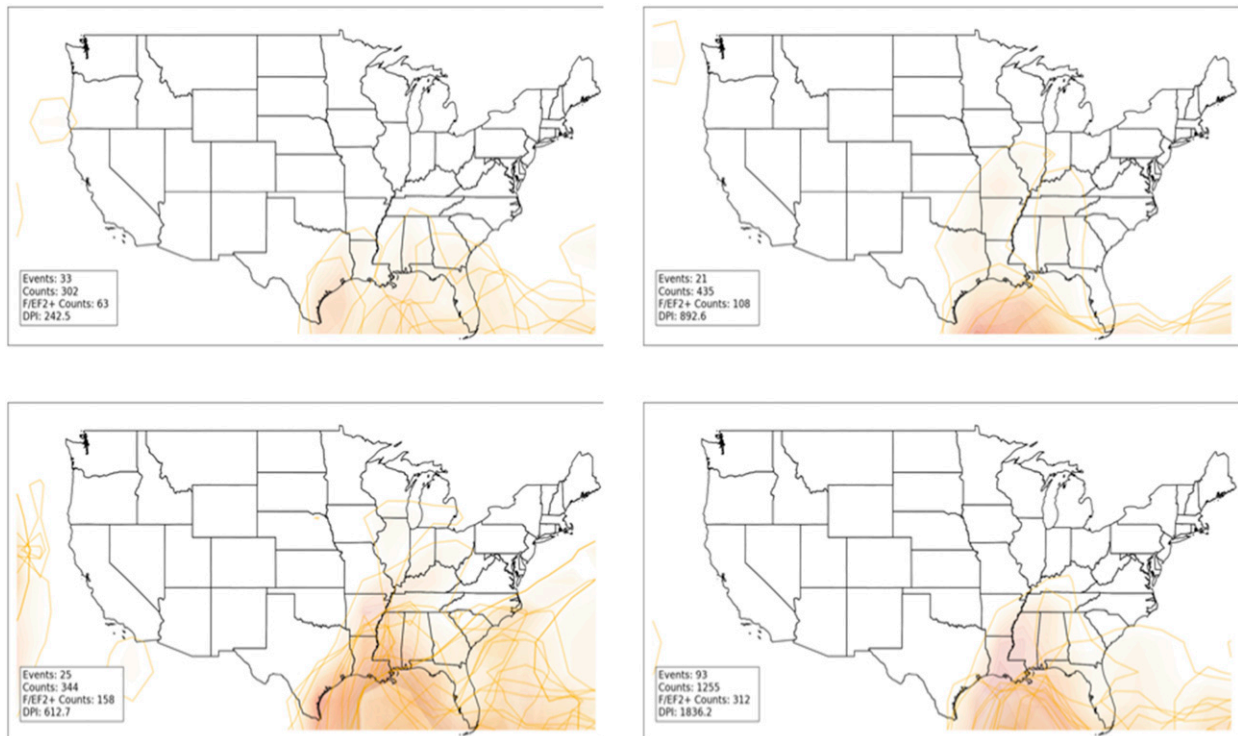 Events: 33
Counts: 302
F/EF2+ Counts: 63
DPI: 242.5
Events: 21
Counts: 435
F/EF2+ Counts: 108
DPI: 892.6
Events: 25
Counts: 344
F/EF2+ Counts: 158
DPI: 612.7
Events: 93
Counts: 1255
F/EF2+ Counts: 312
DPI: 1836.2